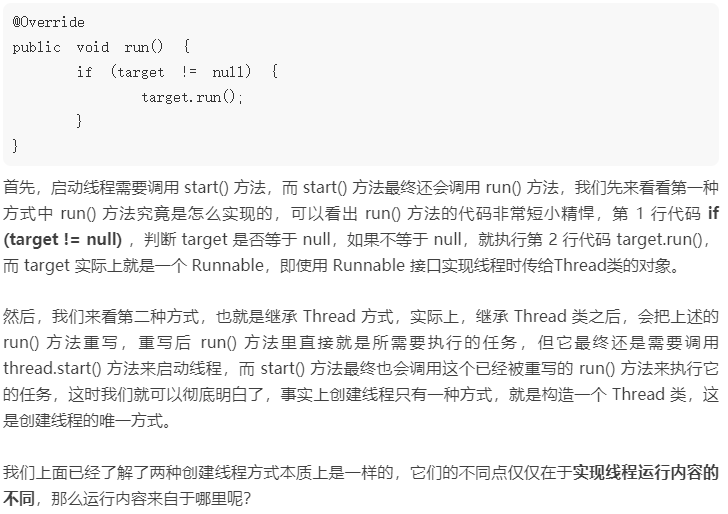 @Override
public void run() {
if (target != null) {
target.run();
}
}
首先，启动线程需要调用 start() 方法，而 start() 方法最终还会调用 run() 方法，我们先来看看第一种
方式中 run() 方法究竟是怎么实现的，可以看出 run() 方法的代码非常短小精悍，第 1 行代码 if
(target != null) ，判断 target 是否等于 null，如果不等于 null，就执行第 2 行代码 target.run()，
而 target 实际上就是一个 Runnable，即使用 Runnable 接口实现线程时传给Thread类的对象。
然后，我们来看第二种方式，也就是继承 Thread 方式，实际上，继承 Thread 类之后，会把上述的
run() 方法重写，重写后 run() 方法里直接就是所需要执行的任务，但它最终还是需要调用
thread.start() 方法来启动线程，而 start() 方法最终也会调用这个已经被重写的 run() 方法来执行它
的任务，这时我们就可以彻底明白了，事实上创建线程只有一种方式，就是构造一个 Thread 类，这
是创建线程的唯一方式。
我们上面已经了解了两种创建线程方式本质上是一样的，它们的不同点仅仅在于实现线程运行内容的
不同，那么运行内容来自于哪里呢？